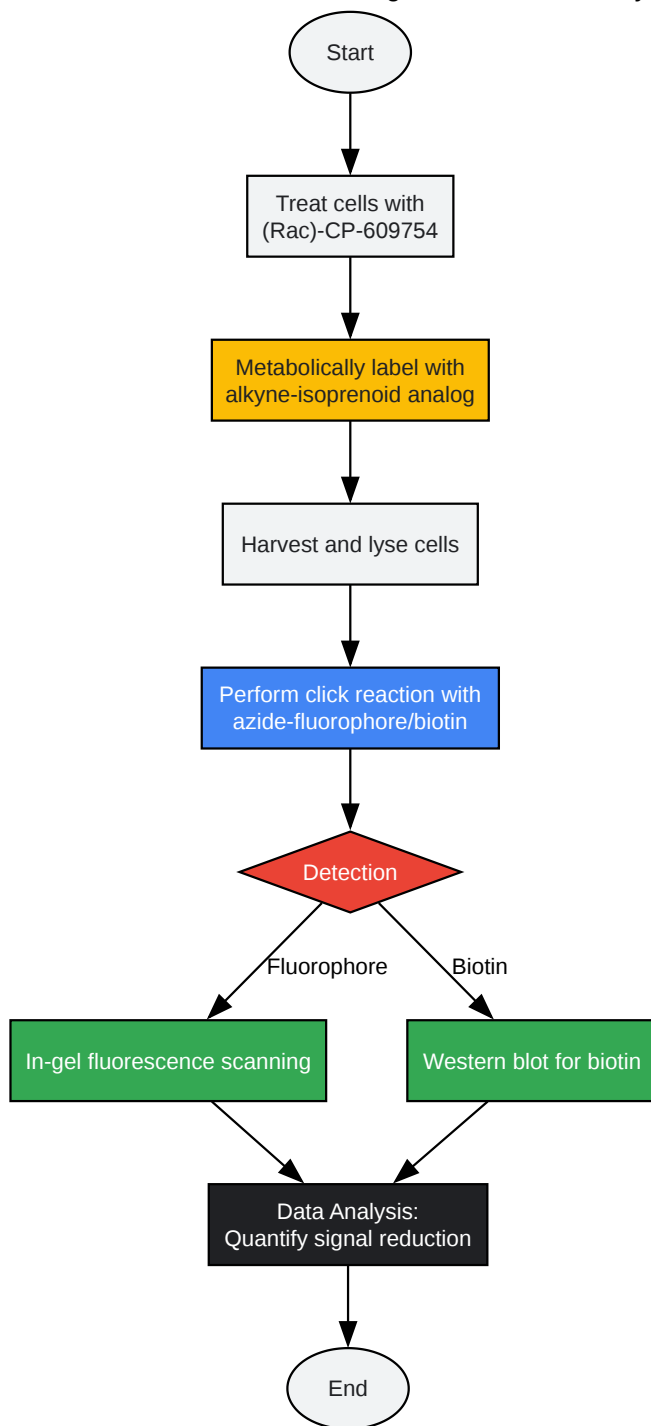 Start
Treat cells with
(Rac)-CP-609754
Metabolically label with
alkyne-isoprenoid analog
Harvest and lyse cells
Perform click reaction with
azide-fluorophore/biotin
Detection
Fluorophore
Biotin
In-gel fluorescence scanning
Western blot for biotin
Data Analysis:
Quantify signal reduction
End